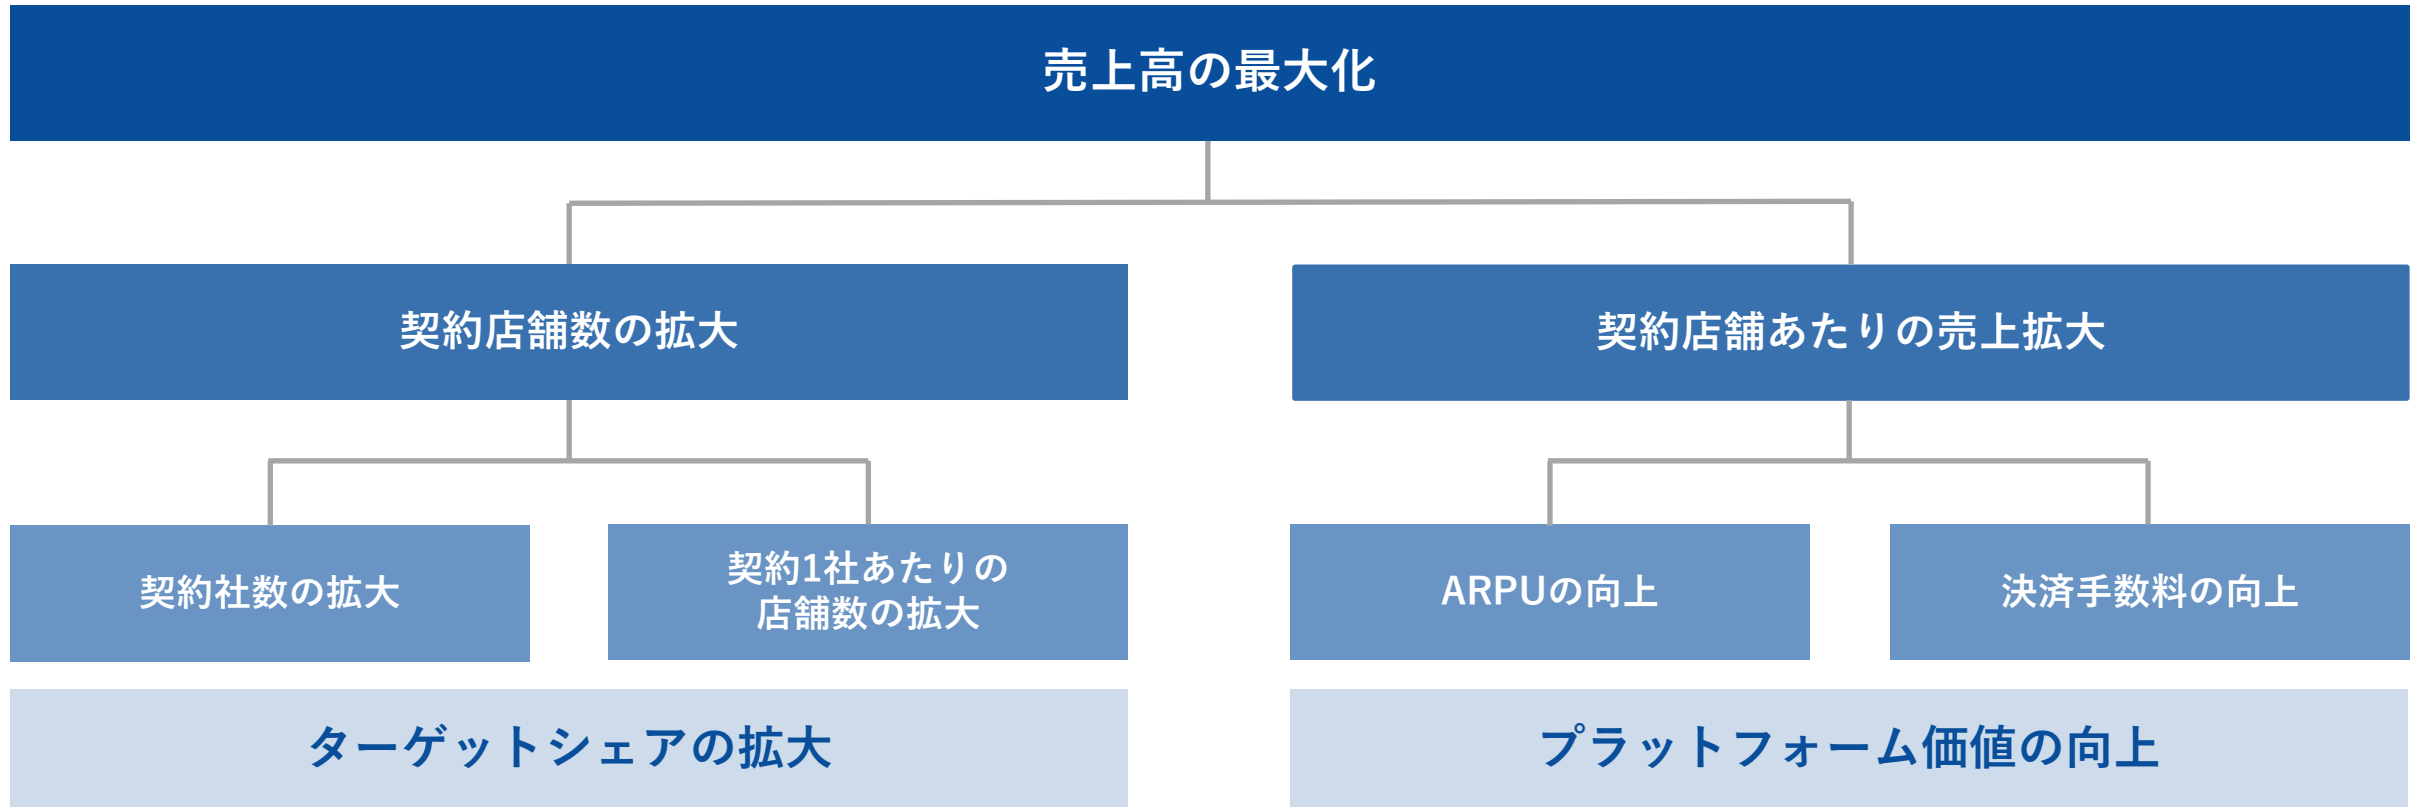 売上高の最大化
契約店舗数の拡大
契約店舗あたりの売上拡大
契約社数の拡大
契約1社あたりの
店舗数の拡大
ARPUの向上
決済手数料の向上
ターゲットシェアの拡大
プラットフォーム価値の向上